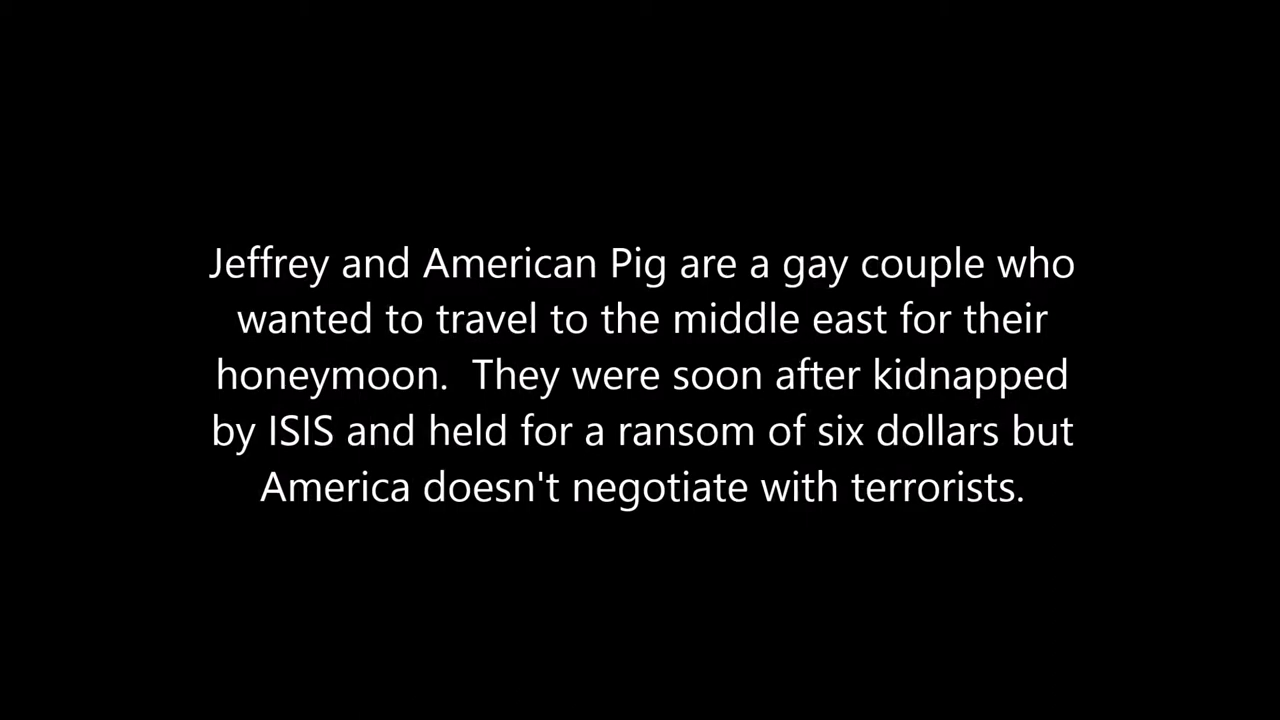 Jeffrey and American Pig are a gay couple who
wanted to travel to the middle east for their
honeymoon.  They were soon after kidnapped
by ISIS and held for a ransom of six dollars but
America doesn't negotiate with terrorists.